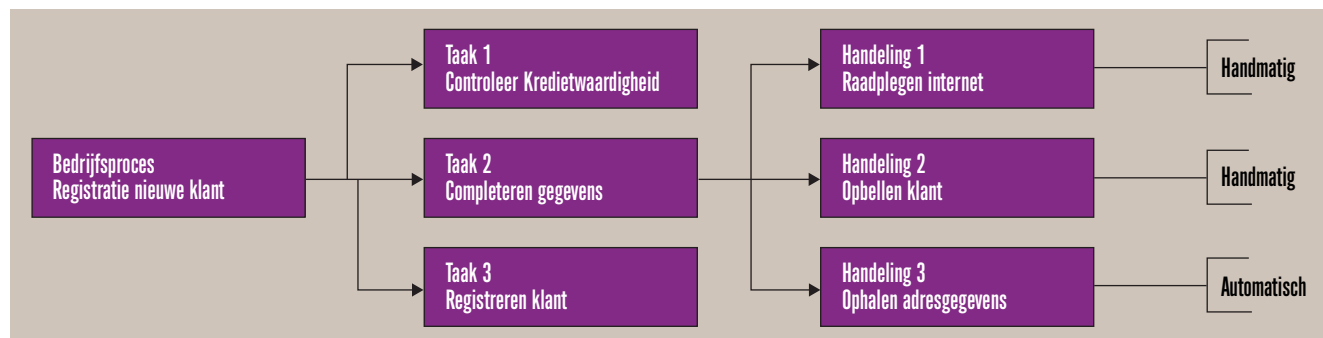 Bedrijfsproces
Registratie nieuwe klant
Taak 1
Controleer Kredietwaardigheid
Taak 2
Completeren gegevens
Taak 3
Registreren klant
Handeling 1
Raadplegen internet
Handmatig
Handeling 2
Opbellen klant
Handmatig
Handeling 3
Ophalen adresgegevens
Automatisch